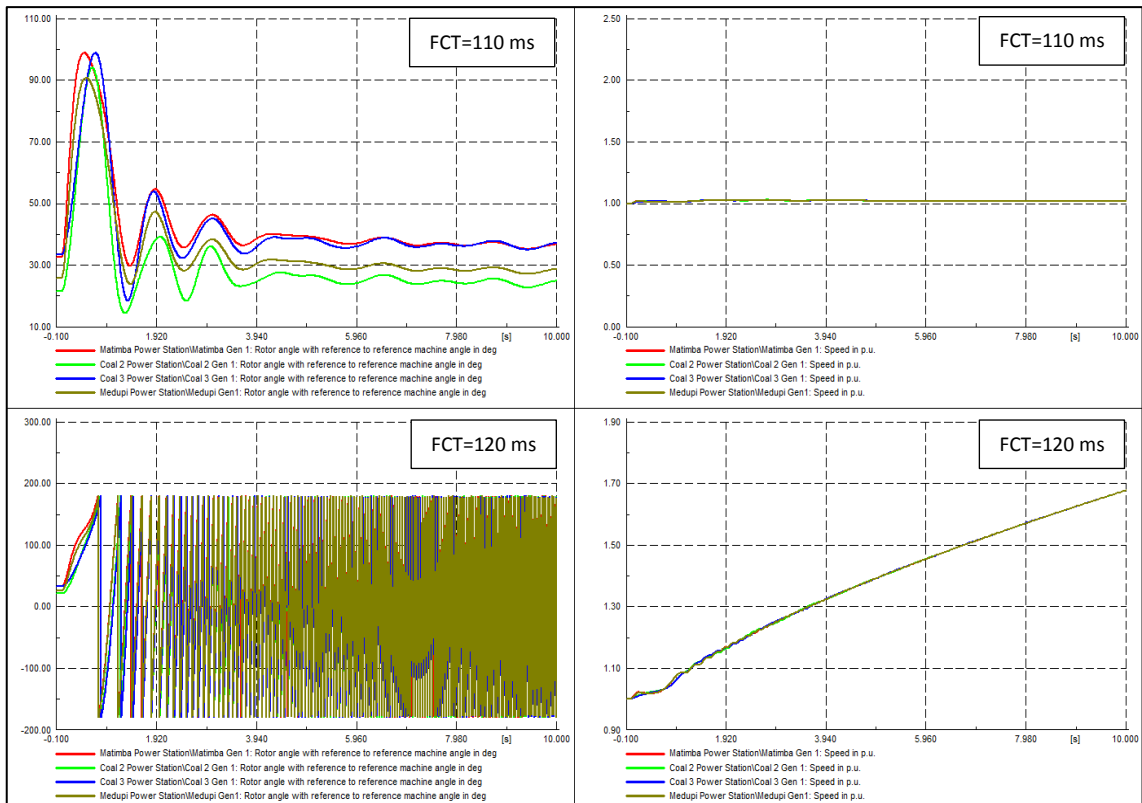 110.00
90.00
70.00
50.00
30.00
10.00
-0.100 1.920 3.940 5.960 7.980 [s] 10.000
FCT=110 ms
Matimba Power Station\Matimba Gen 1: Rotor angle with reference to reference machine angle in deg
Coal 2 Power Station\Coal 2 Gen 1: Rotor angle with reference to reference machine angle in deg
Coal 3 Power Station\Coal 3 Gen 1: Rotor angle with reference to reference machine angle in deg
Medupi Power Station\Medupi Gen1: Rotor angle with reference to reference machine angle in deg
2.50
2.00
1.50
1.00
0.50
0.00
-0.100 1.920 3.940 5.960 7.980 [s] 10.000
FCT=110 ms
Matimba Power Station\Matimba Gen 1: Speed in p.u.
Coal 2 Power Station\Coal 2 Gen 1: Speed in p.u.
Coal 3 Power Station\Coal 3 Gen 1: Speed in p.u.
Medupi Power Station\Medupi Gen1: Speed in p.u.
300.00
200.00
100.00
0.00
-100.00
-200.00
-0.100 1.920 3.940 5.960 7.980 [s] 10.000
FCT=120 ms
Matimba Power Station\Matimba Gen 1: Rotor angle with reference to reference machine angle in deg
Coal 2 Power Station\Coal 2 Gen 1: Rotor angle with reference to reference machine angle in deg
Coal 3 Power Station\Coal 3 Gen 1: Rotor angle with reference to reference machine angle in deg
Medupi Power Station\Medupi Gen1: Rotor angle with reference to reference machine angle in deg
1.90
1.70
1.50
1.30
1.10
0.90
-0.100 1.920 3.940 5.960 7.980 [s] 10.000
FCT=120 ms
Matimba Power Station\Matimba Gen 1: Speed in p.u.
Coal 2 Power Station\Coal 2 Gen 1: Speed in p.u.
Coal 3 Power Station\Coal 3 Gen 1: Speed in p.u.
Medupi Power Station\Medupi Gen1: Speed in p.u.